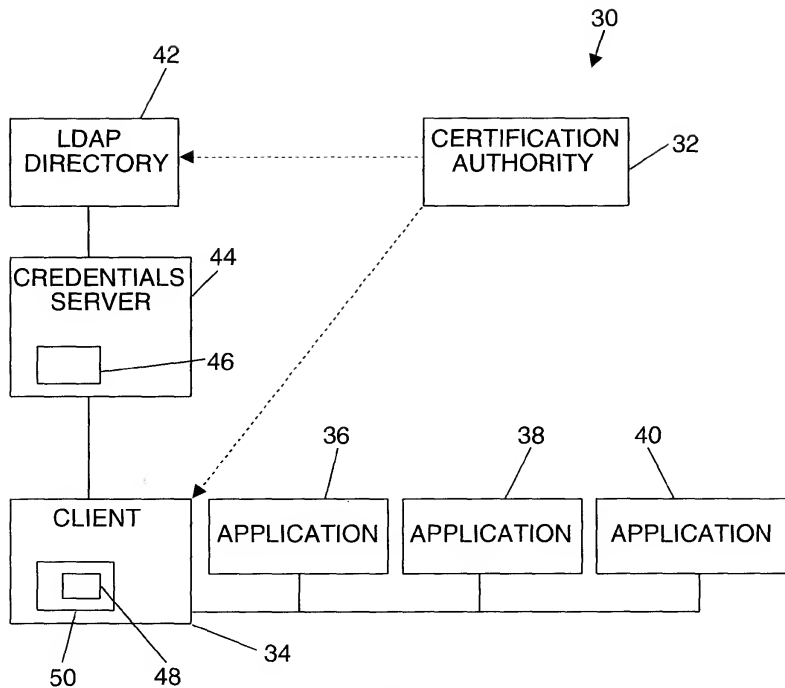 30
42
LDAP
DIRECTORY
CERTIFICATION
AUTHORITY
32
44
CREDENTIALS
SERVER
46
36
38
40
CLIENT
APPLICATION
APPLICATION
APPLICATION
50
48
34